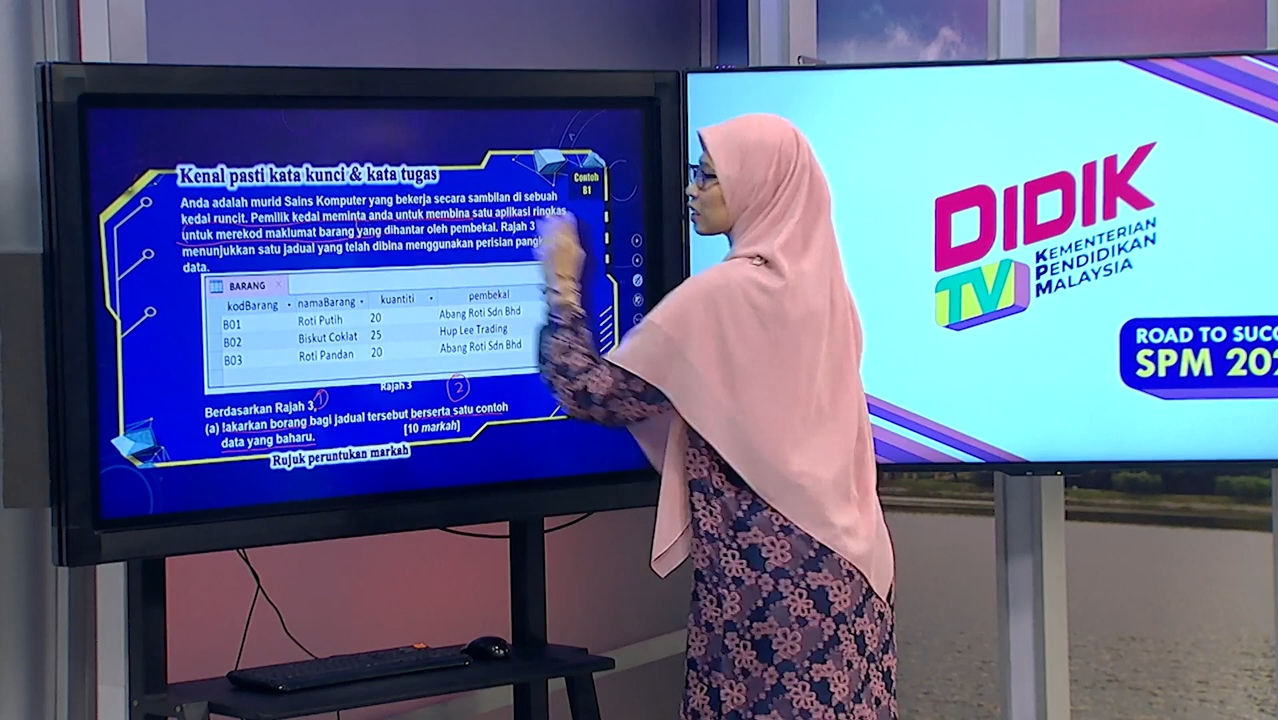 Kenal pasti kata kunci & kata tugas
Contoh
B1
Anda adalah murid Sains Komputer yang bekerja secara sambilan di sebuah
kedai runcit. Pemilik kedai meminta anda untuk membina satu aplikasi ringkas
untuk merekod maklumat barang yang dihantar oleh pembekal. Rajah 3
menunjukkan satu jadual yang telah dibina menggunakan perisian
data.
BARANG
kodBarang namaBarang kuantiti pembekal
B01 Roti Putih 20 Abang Roti Sdn Bhd
B02 Biskut Coklat 25 Hup Lee Trading
B03 Roti Pandan 20 Abang Roti Sdn Bhd
Rajah 3
2
Berdasarkan Rajah 3,
1
(a) lakarkan borang bagi jadual tersebut berserta satu contoh
data yang baharu.
[10 markah]
Rujuk peruntukan markah
DIDIK
TV
KEMENTERIAN
PENDIDIKAN
MALAYSIA
ROAD TO
SPM